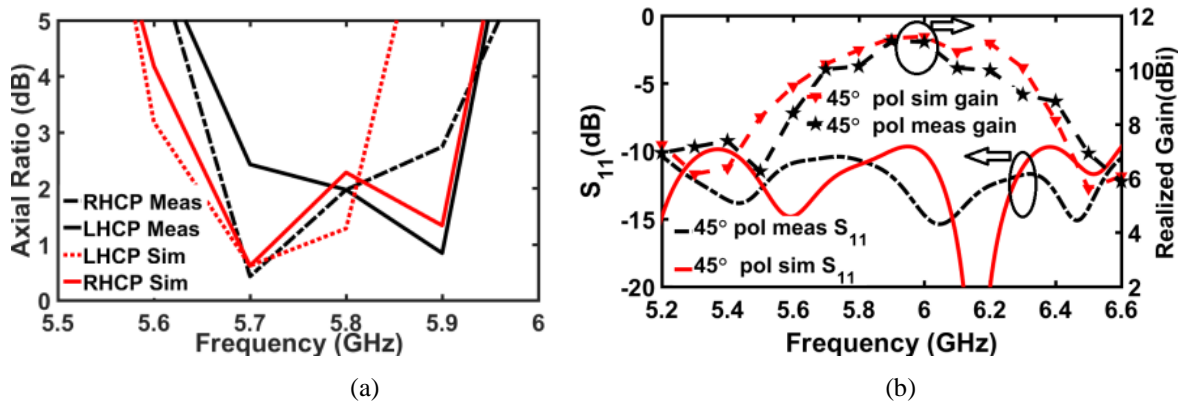 5
4
3
2
1
0
Axial Ratio (dB)
RHCP Meas
LHCP Meas
LHCP Sim
RHCP Sim
5.5 5.6 5.7 5.8 5.9 6
Frequency (GHz)
(a)
0
-5
-10
-15
-20
S11(dB)
12
10
8
6
4
2
Realized Gain(dBi)
45° pol sim gain
45° pol meas gain
45° pol meas S11
45° pol sim S11
5.2 5.4 5.6 5.8 6 6.2 6.4 6.6
Frequency (GHz)
(b)